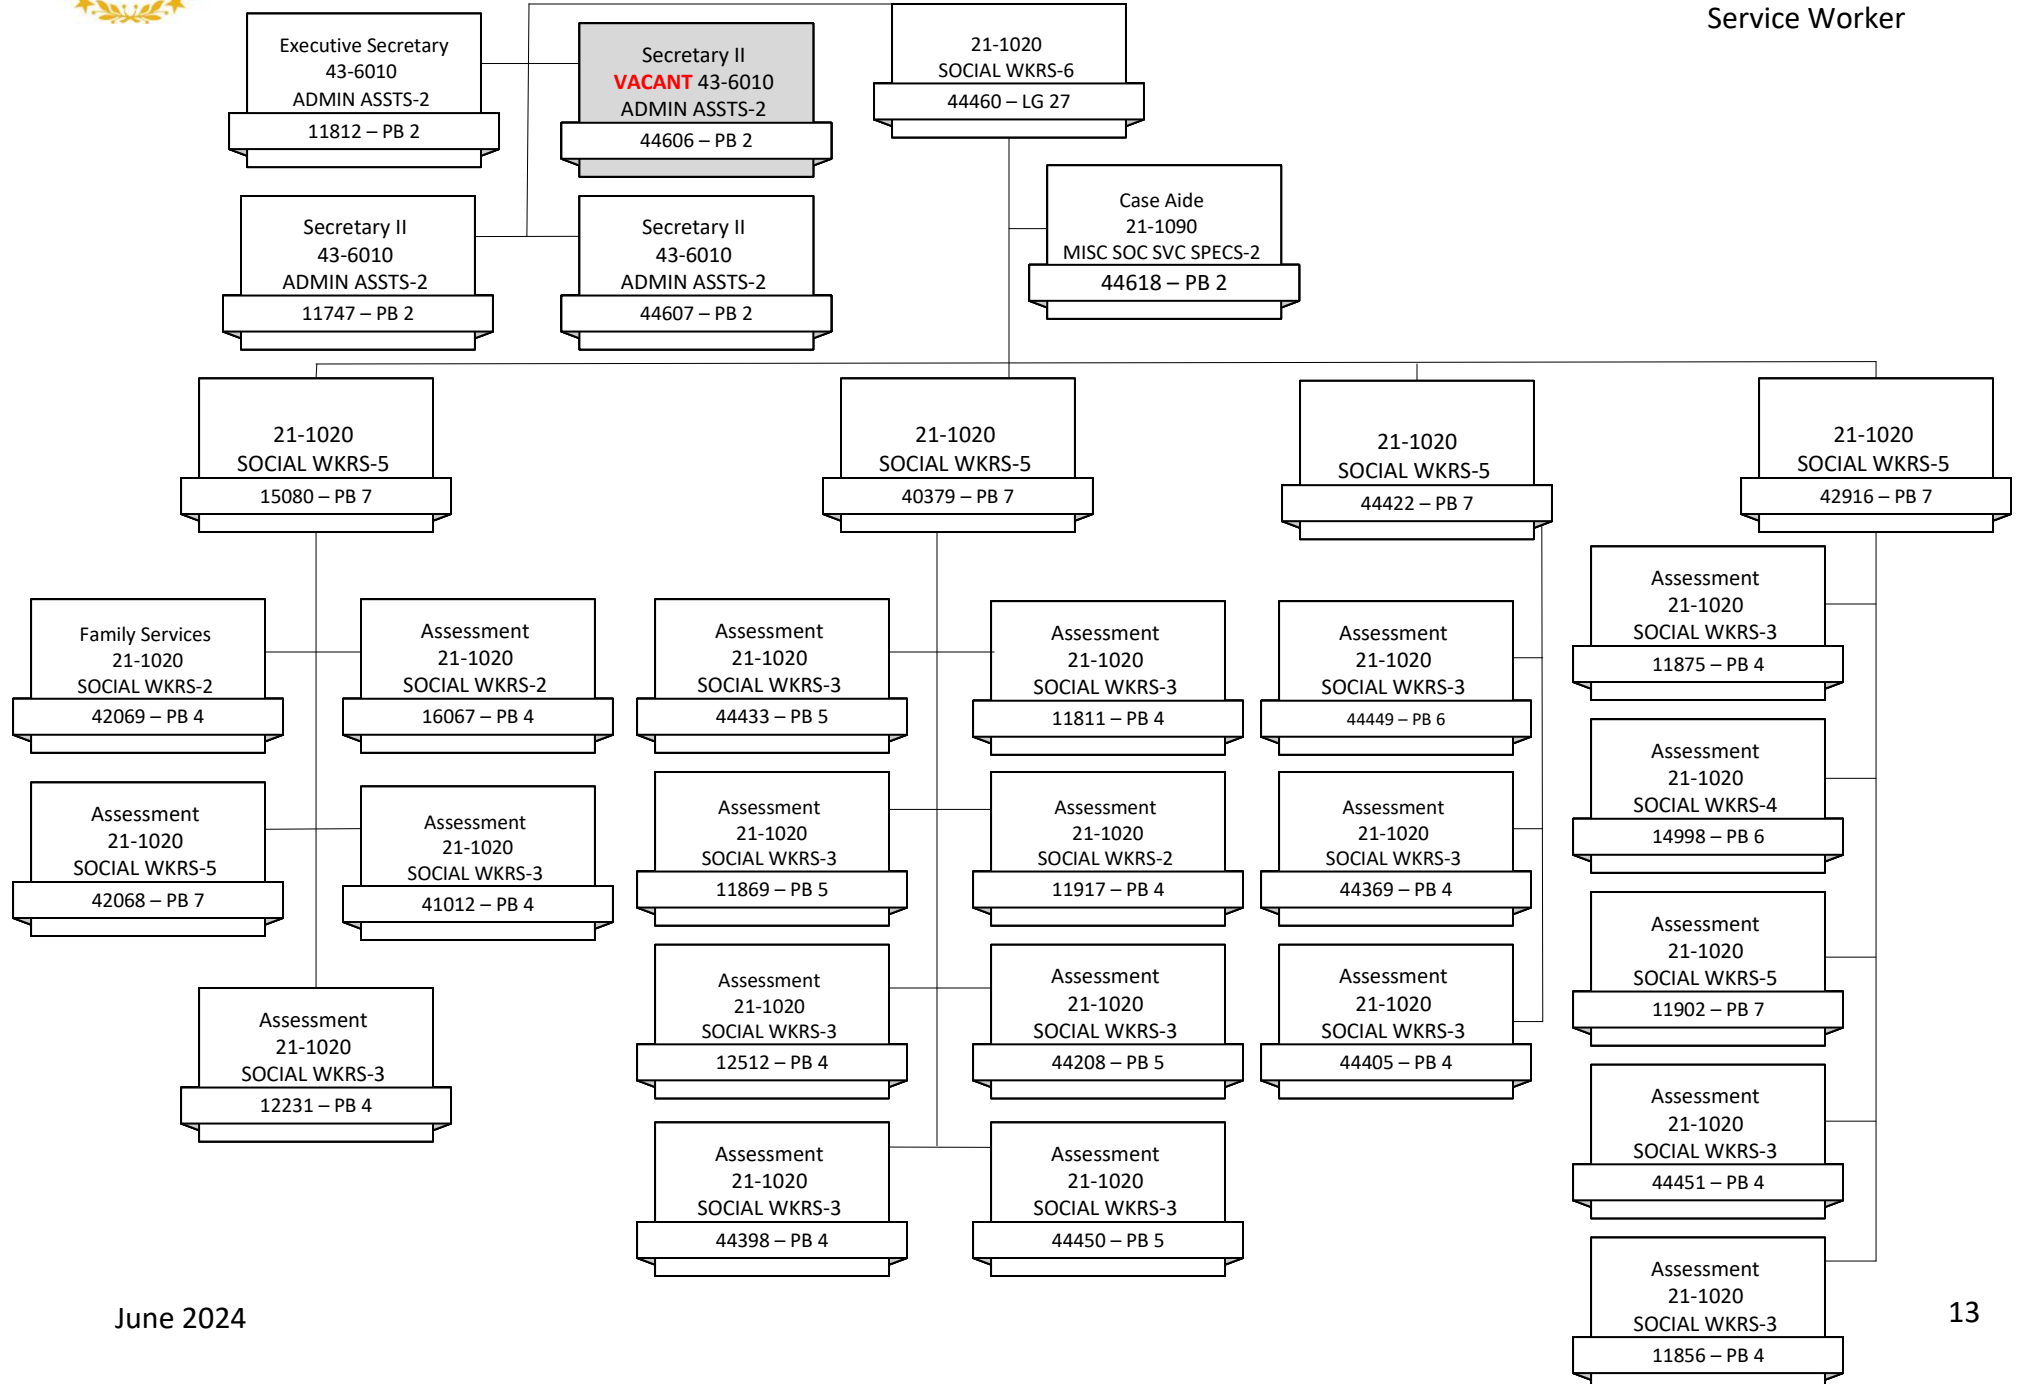 Service Worker
Executive Secretary
43-6010
ADMIN ASSTS-2
11812 – PB 2
Secretary II
VACANT 43-6010
ADMIN ASSTS-2
44606 – PB 2
21-1020
SOCIAL WKRS-6
44460 – LG 27
Secretary II
43-6010
ADMIN ASSTS-2
11747 – PB 2
Secretary II
43-6010
ADMIN ASSTS-2
44607 – PB 2
Case Aide
21-1090
MISC SOC SVC SPECS-2
44618 – PB 2
21-1020
SOCIAL WKRS-5
15080 – PB 7
21-1020
SOCIAL WKRS-5
40379 – PB 7
21-1020
SOCIAL WKRS-5
44422 – PB 7
21-1020
SOCIAL WKRS-5
42916 – PB 7
Family Services
21-1020
SOCIAL WKRS-2
42069 – PB 4
Assessment
21-1020
SOCIAL WKRS-2
16067 – PB 4
Assessment
21-1020
SOCIAL WKRS-5
42068 – PB 7
Assessment
21-1020
SOCIAL WKRS-3
41012 – PB 4
Assessment
21-1020
SOCIAL WKRS-3
12231 – PB 4
Assessment
21-1020
SOCIAL WKRS-3
44433 – PB 5
Assessment
21-1020
SOCIAL WKRS-3
11811 – PB 4
Assessment
21-1020
SOCIAL WKRS-3
11869 – PB 5
Assessment
21-1020
SOCIAL WKRS-2
11917 – PB 4
Assessment
21-1020
SOCIAL WKRS-3
12512 – PB 4
Assessment
21-1020
SOCIAL WKRS-3
44208 – PB 5
Assessment
21-1020
SOCIAL WKRS-3
44398 – PB 4
Assessment
21-1020
SOCIAL WKRS-3
44450 – PB 5
Assessment
21-1020
SOCIAL WKRS-3
44449 – PB 6
Assessment
21-1020
SOCIAL WKRS-3
44369 – PB 4
Assessment
21-1020
SOCIAL WKRS-3
44405 – PB 4
Assessment
21-1020
SOCIAL WKRS-3
11875 – PB 4
Assessment
21-1020
SOCIAL WKRS-4
14998 – PB 6
Assessment
21-1020
SOCIAL WKRS-5
11902 – PB 7
Assessment
21-1020
SOCIAL WKRS-3
44451 – PB 4
Assessment
21-1020
SOCIAL WKRS-3
11856 – PB 4
June 2024
13